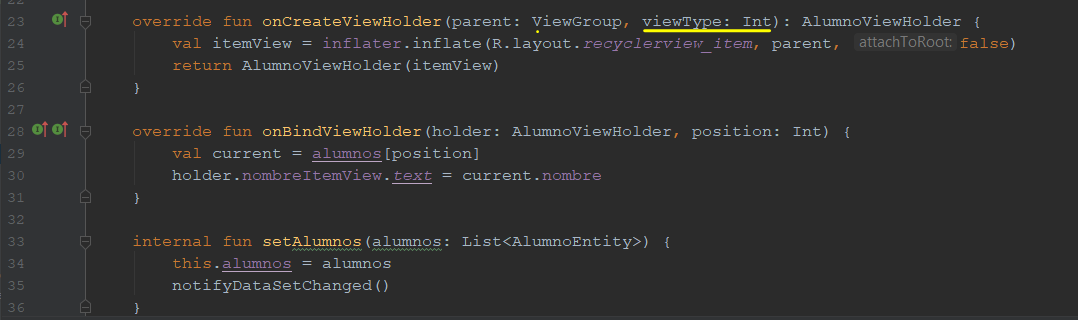 23 override fun onCreateViewHolder(parent: ViewGroup, viewType: Int): AlumnoViewHolder {
24 val itemView = inflater.inflate(R.layout.recyclerview_item, parent, attachToRoot: false)
25 return AlumnoViewHolder(itemView)
26 }
27
28 override fun onBindViewHolder(holder: AlumnoViewHolder, position: Int) {
29 val current = alumnos[position]
30 holder.nombreItemView.text = current.nombre
31 }
32
33 internal fun setAlumnos(alumnos: List<AlumnoEntity>) {
34 this.alumnos = alumnos
35 notifyDataSetChanged()
36 }